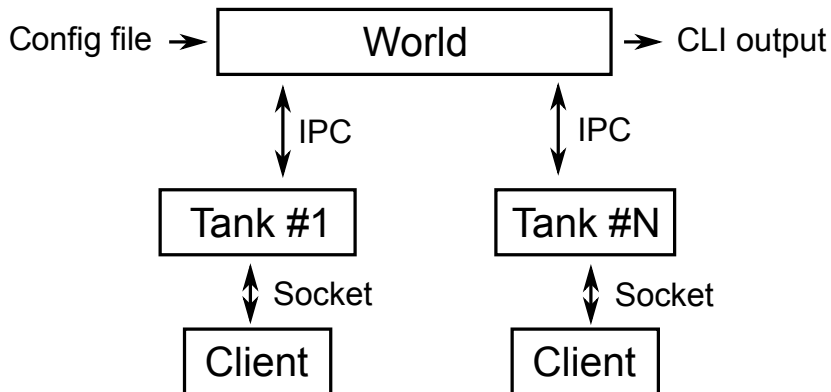 Config file
World
CLI output
IPC
IPC
Tank #1
Tank #N
Socket
Socket
Client
Client